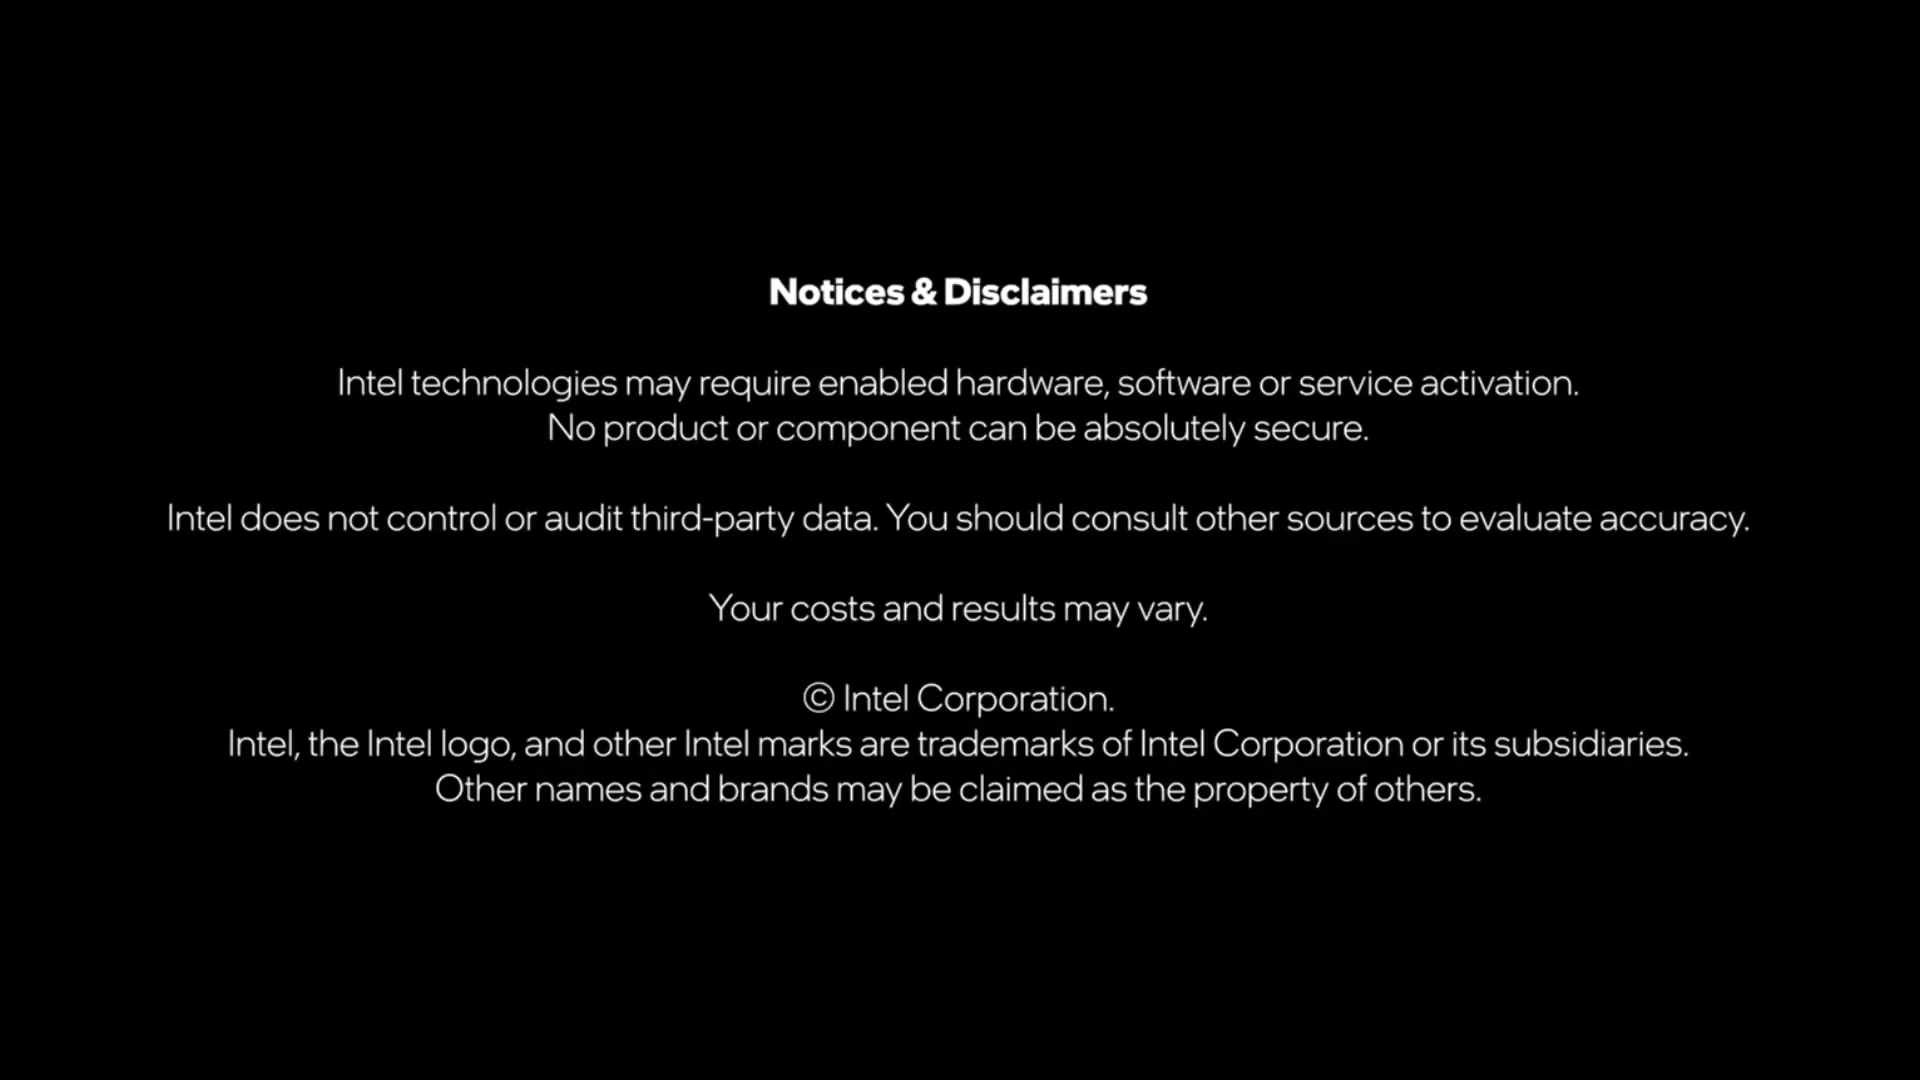 Notices & Disclaimers
Intel technologies may require enabled hardware, software or service activation.
No product or component can be absolutely secure.
Intel does not control or audit third-party data. You should consult other sources to evaluate accuracy.
Your costs and results may vary.
© Intel Corporation.
Intel, the Intel logo, and other Intel marks are trademarks of Intel Corporation or its subsidiaries.
Other names and brands may be claimed as the property of others.